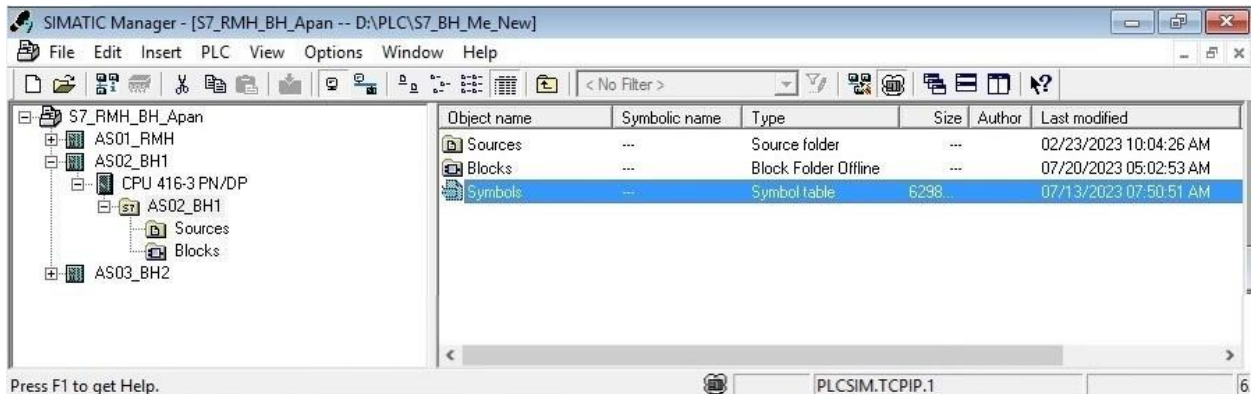 SIMATIC Manager - [S7_RMH_BH_Apan -- D:\PLC\S7_BH_Me_New]
File Edit Insert PLC View Options Window Help
< No Filter >
S7_RMH_BH_Apan
AS01_RMH
AS02_BH1
CPU 416-3 PN/DP
S7 AS02_BH1
Sources
Blocks
AS03_BH2
Object name Symbolic name Type Size Author Last modified
Sources --- Source folder --- 02/23/2023 10:04:26 AM
Blocks --- Block Folder Offline --- 07/20/2023 05:02:53 AM
Symbols --- Symbol table 6298... 07/13/2023 07:50:51 AM
Press F1 to get Help. PLCSIM.TCPIP.1 6